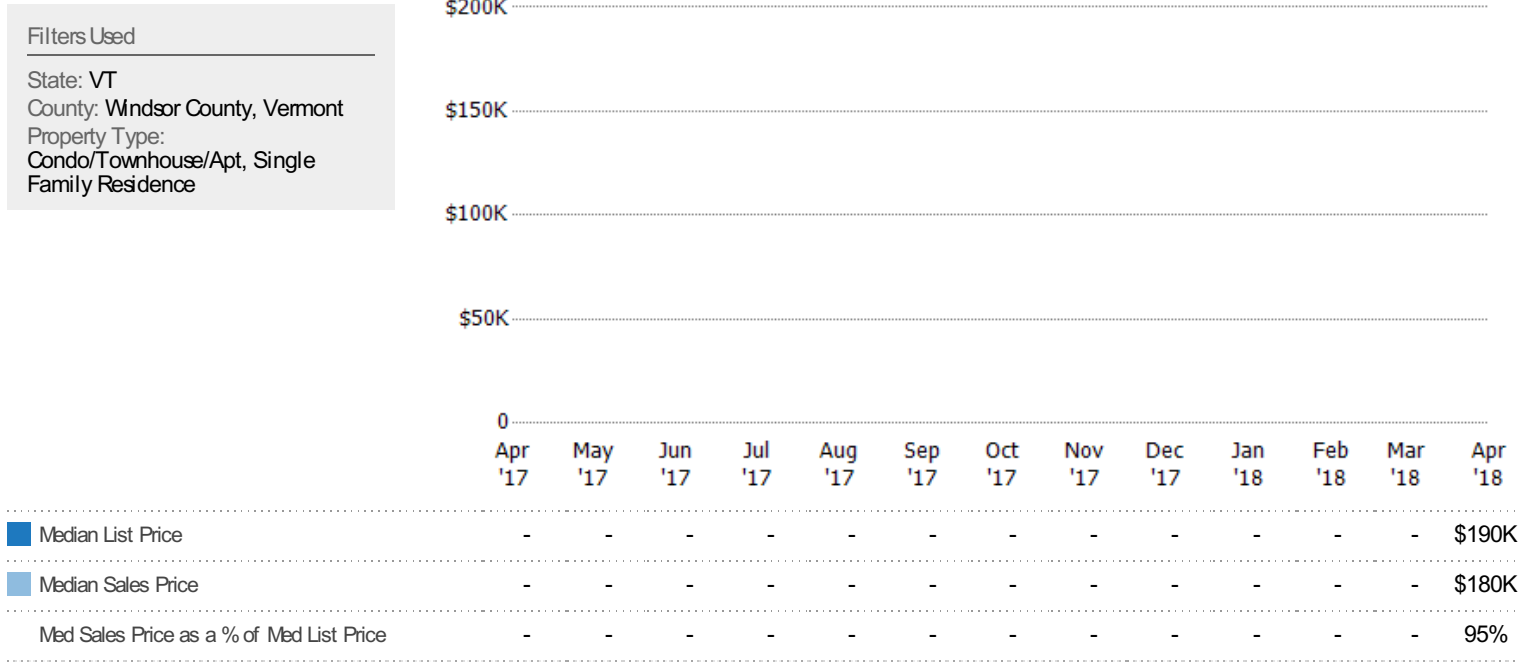 Filters Used
State: VT
County: Windsor County, Vermont
Property Type:
Condo/Townhouse/Apt, Single
Family Residence
$200K
$150K
$100K
$50K
0
Apr May Jun Jul Aug Sep Oct Nov Dec Jan Feb Mar Apr
'17 '17 '17 '17 '17 '17 '17 '17 '17 '18 '18 '18 '18
Median List Price - - - - - - - - - - - - $190K
Median Sales Price - - - - - - - - - - - - $180K
Med Sales Price as a % of Med List Price - - - - - - - - - - - - 95%